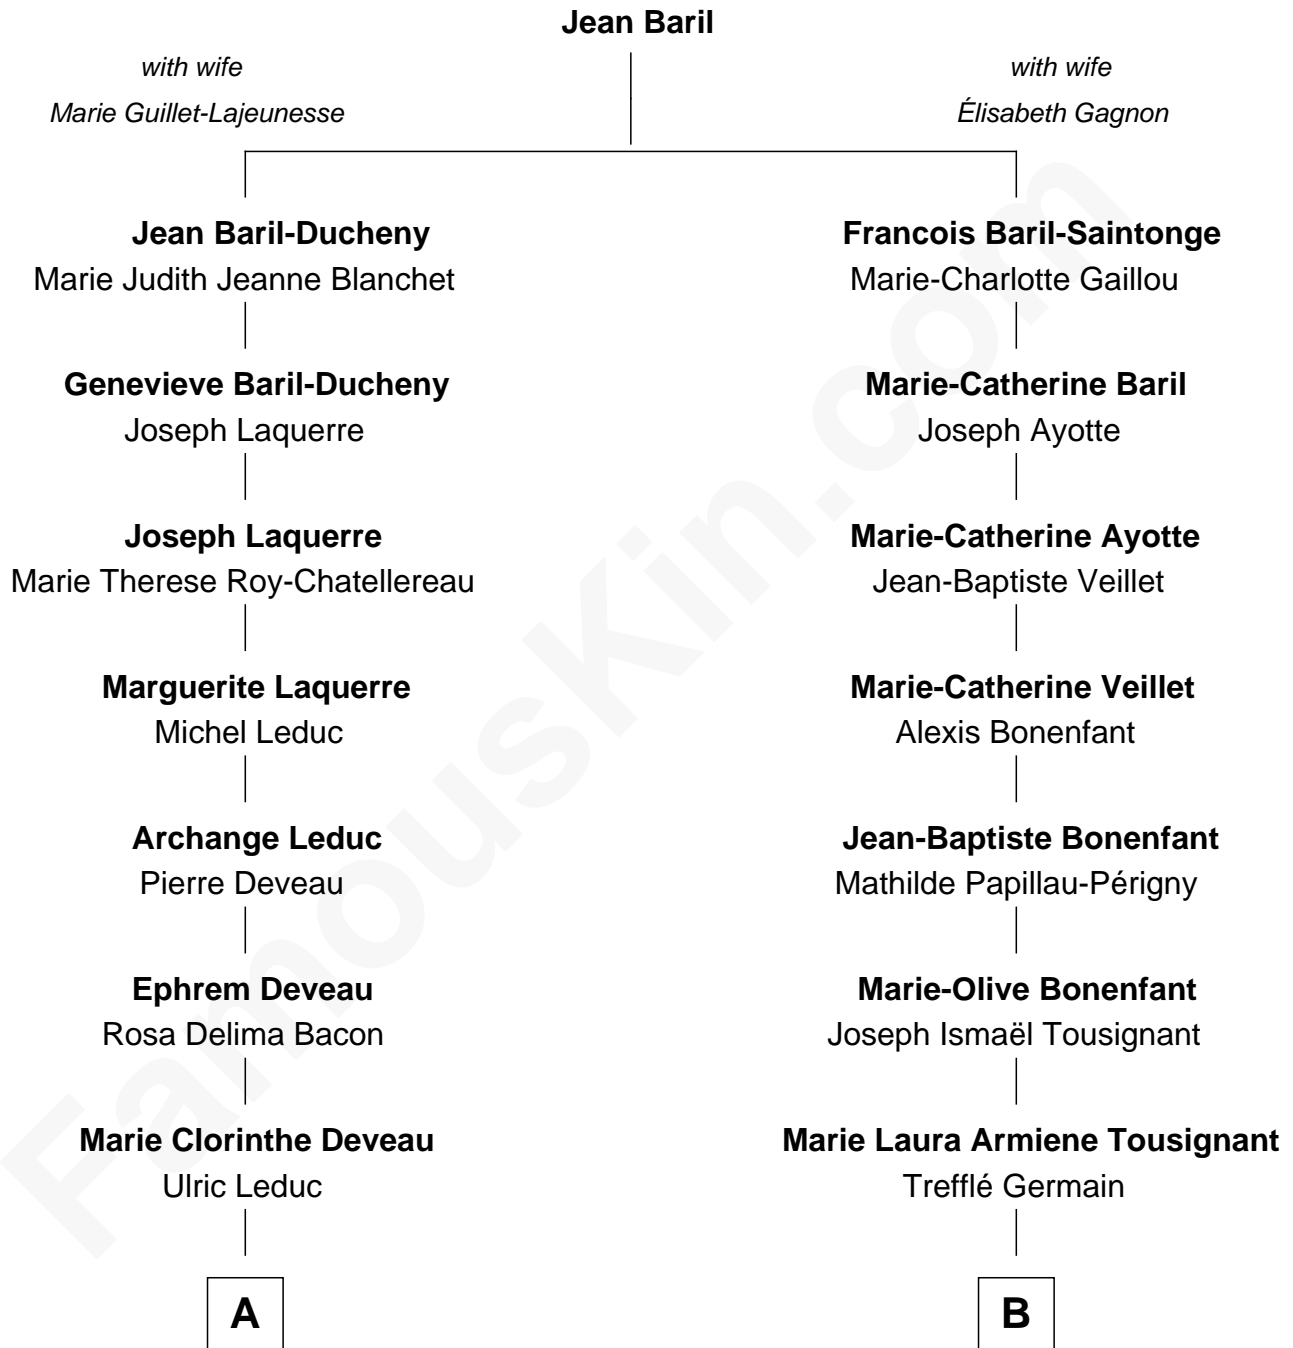 Jean Baril
with wife
Marie Guillet-Lajeunesse
with wife
Élisabeth Gagnon
Jean Baril-Ducheny
Marie Judith Jeanne Blanchet
Francois Baril-Saintonge
Marie-Charlotte Gaillou
Genevieve Baril-Ducheny
Joseph Laquerre
Marie-Catherine Baril
Joseph Ayotte
Joseph Laquerre
Marie Therese Roy-Chatellereau
Marie-Catherine Ayotte
Jean-Baptiste Veillet
Marguerite Laquerre
Michel Leduc
Marie-Catherine Veillet
Alexis Bonenfant
Archange Leduc
Pierre Deveau
Jean-Baptiste Bonenfant
Mathilde Papillau-Périgny
Ephrem Deveau
Rosa Delima Bacon
Marie-Olive Bonenfant
Joseph Ismaël Tousignant
Marie Clorinthe Deveau
Ulric Leduc
Marie Laura Armiene Tousignant
Trefflé Germain
A
B
FamousKin.com